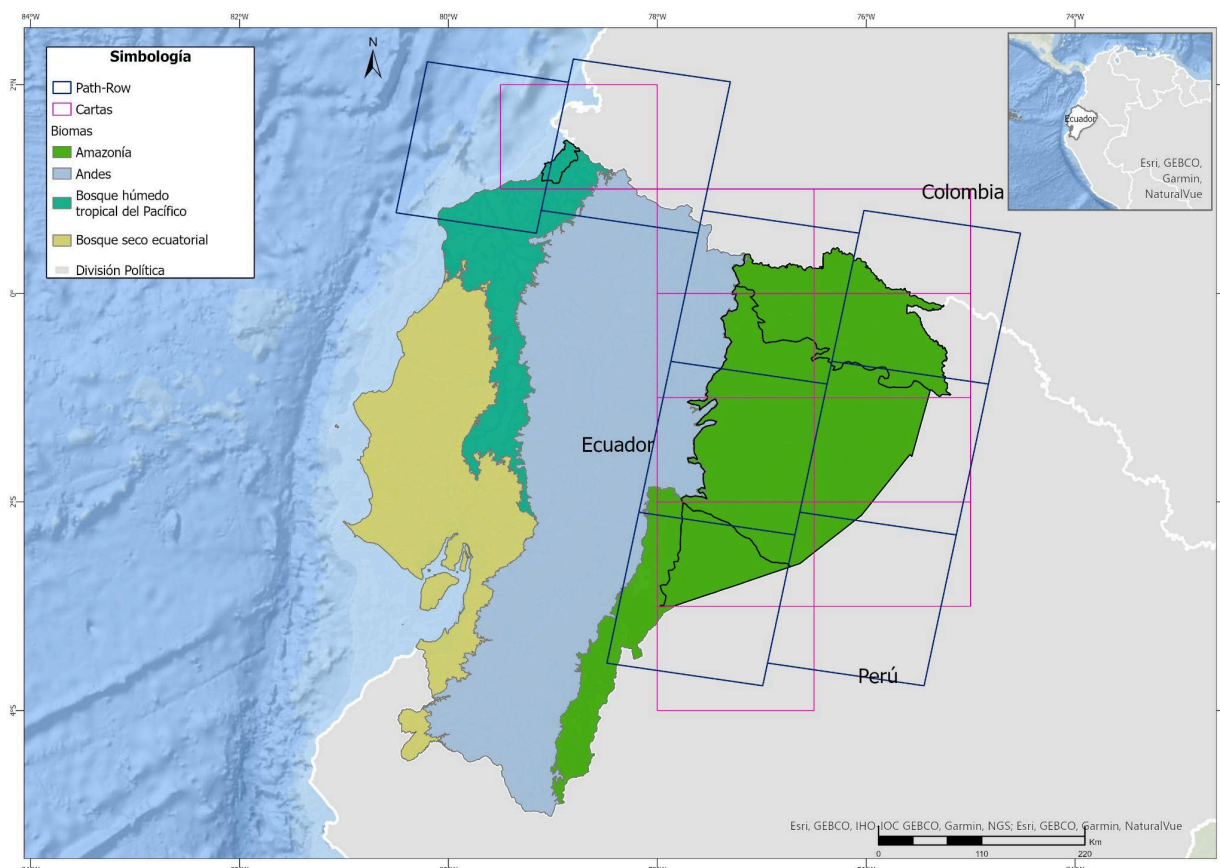 84°W
82°W
80°W
78°W
76°W
74°W
Simbología
Path-Row
Cartas
Biomas
Amazonía
Andes
Bosque húmedo
tropical del Pacífico
Bosque seco ecuatorial
División Política
N
2°N
0°
2°S
4°S
Ecuador
Esri, GEBCO,
Garmin,
NaturalVue
Colombia
Ecuador
Perú
Esri, GEBCO, IHO-IOC GEBCO, Garmin, NGS; Esri, GEBCO, Garmin, NaturalVue
Km
0 110 220